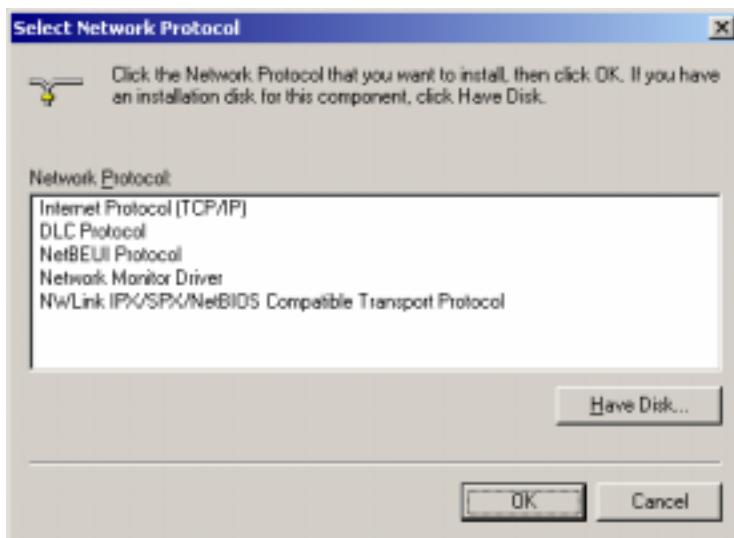 Select Network Protocol
Click the Network Protocol that you want to install, then click OK. If you have
an installation disk for this component, click Have Disk.
Network Protocol:
Internet Protocol (TCP/IP)
DLC Protocol
NetBEUI Protocol
Network Monitor Driver
NWLink IPX/SPX/NetBIOS Compatible Transport Protocol
Have Disk...
OK
Cancel